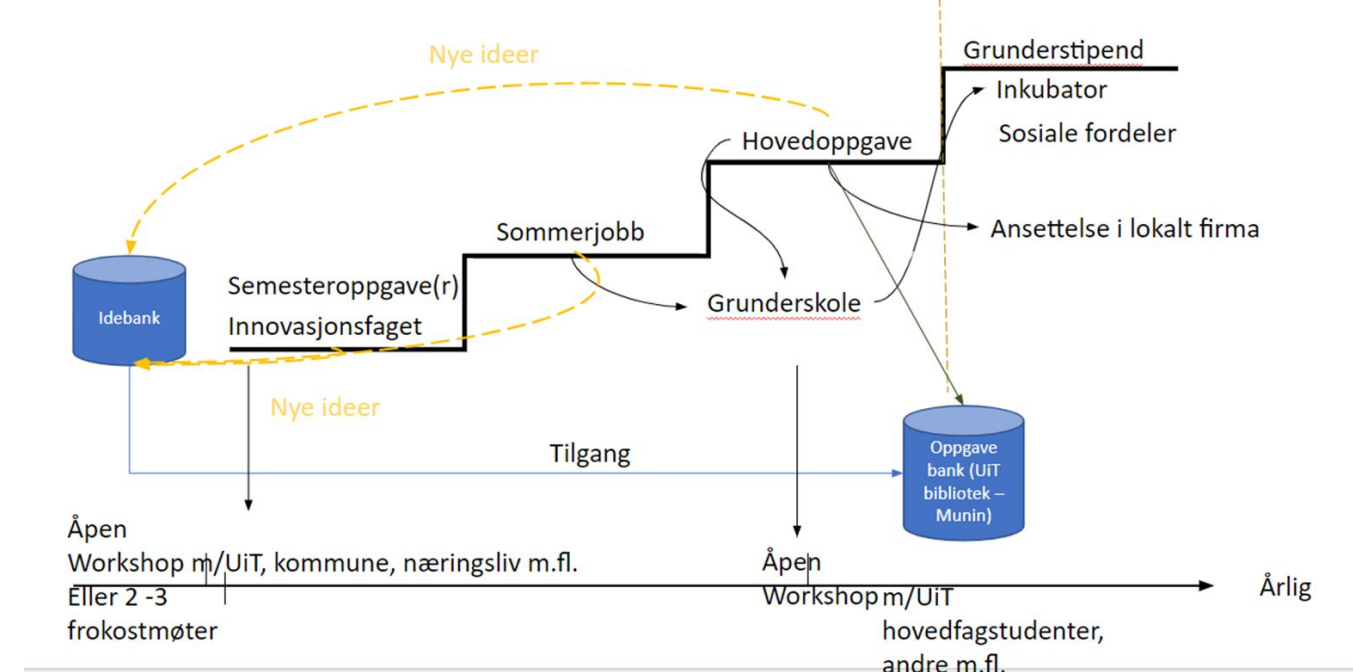 Nye ideer
Grunderstipend
Inkubator
Sosiale fordeler
Hovedoppgave
Ansettelse i lokalt firma
Sommerjobb
Semesteroppgave(r)
Innovasjonsfaget
Grunderskole
Idebank
Nye ideer
Tilgang
Oppgave
bank (UiT
bibliotek –
Munin)
Åpen
Workshop m/UiT, kommune, næringsliv m.fl.
Eller 2 -3
frokostmøter
Åpen
Workshop m/UiT
hovedfagstudenter,
andre m.fl.
Årlig